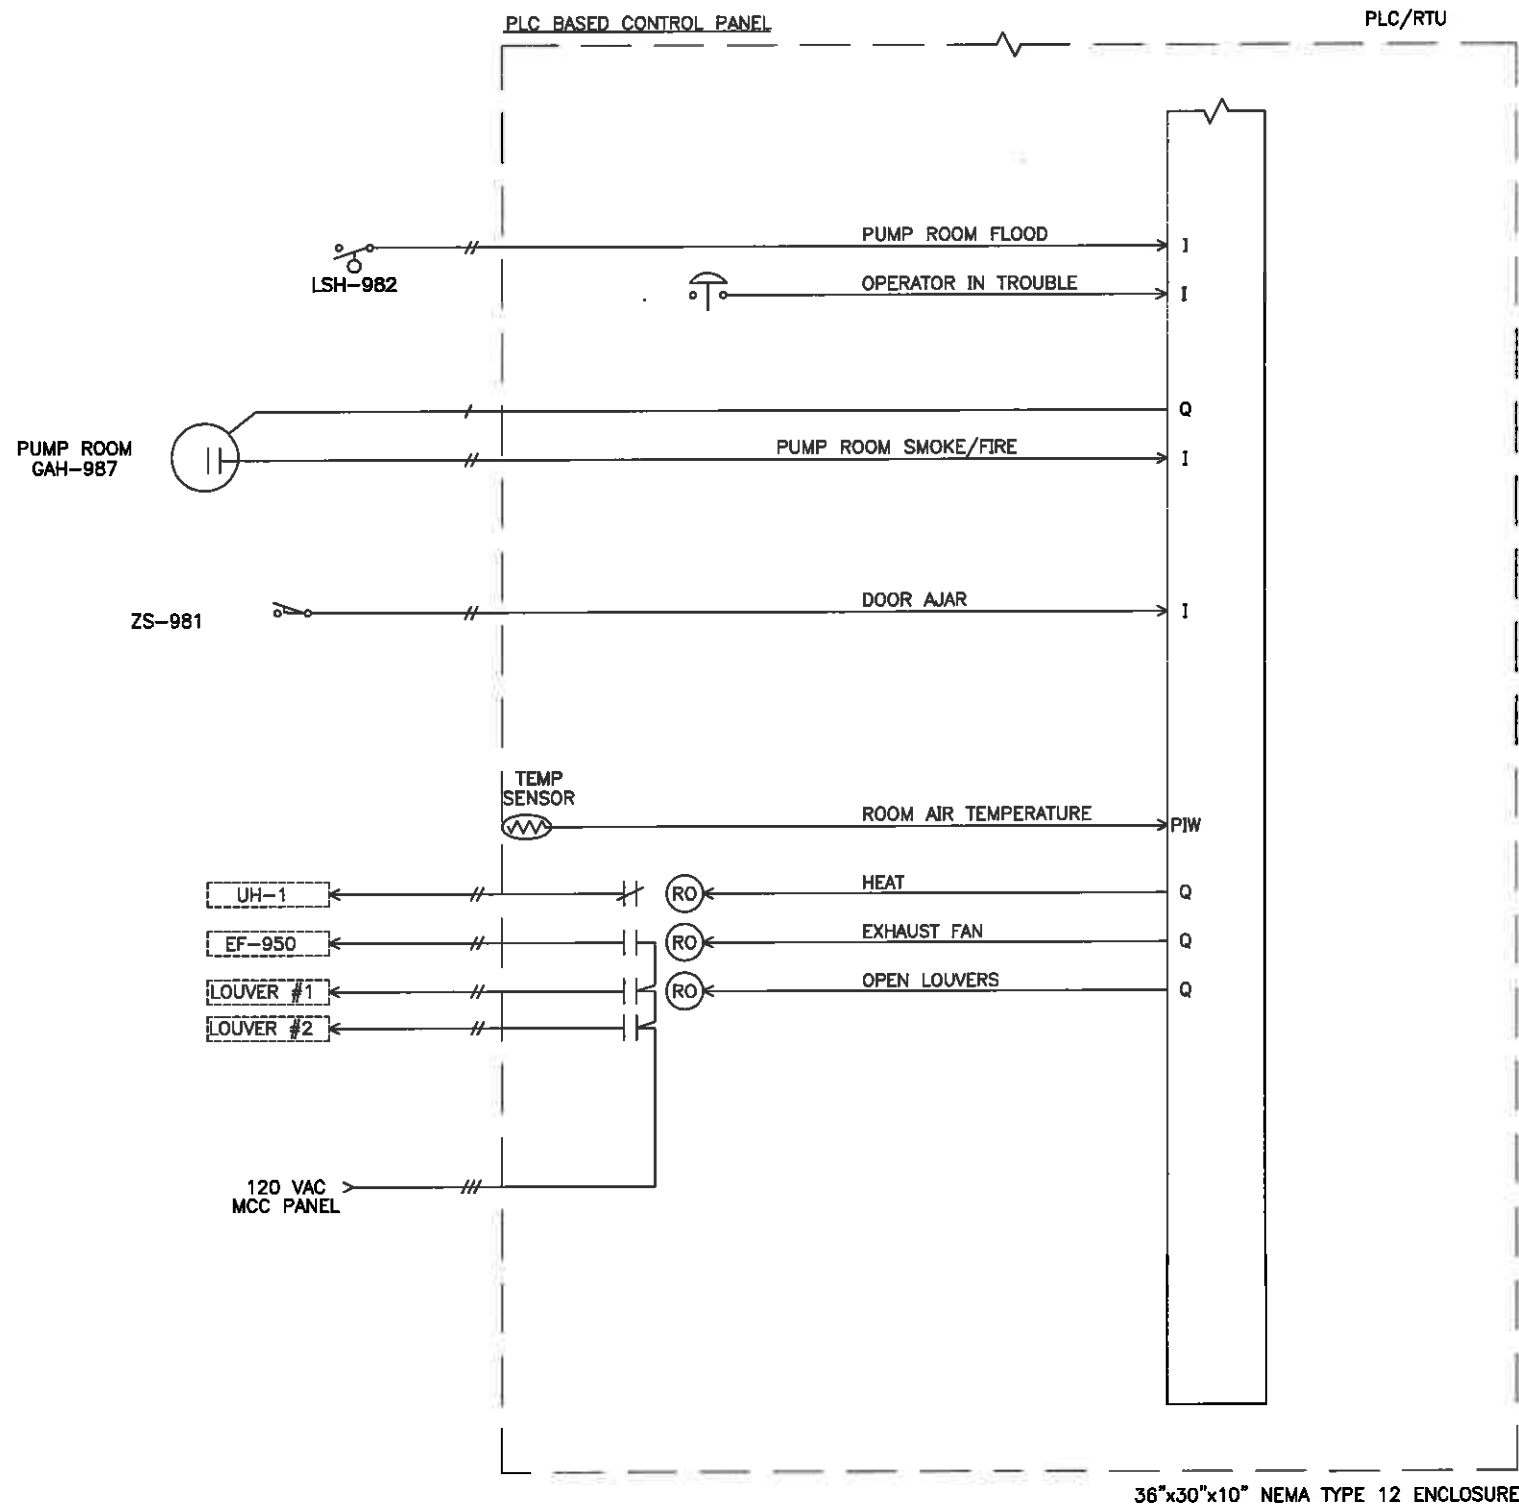 PLC BASED CONTROL PANEL
PLC/RTU
PUMP ROOM FLOOD
I
LSH-982
OPERATOR IN TROUBLE
I
Q
PUMP ROOM
GAH-987
PUMP ROOM SMOKE/FIRE
I
DOOR AJAR
I
ZS-981
TEMP
SENSOR
ROOM AIR TEMPERATURE
PIW
UH-1
RO
HEAT
Q
EF-950
RO
EXHAUST FAN
Q
LOUVER #1
RO
OPEN LOUVERS
Q
LOUVER #2
120 VAC
MCC PANEL
36"x30"x10" NEMA TYPE 12 ENCLOSURE